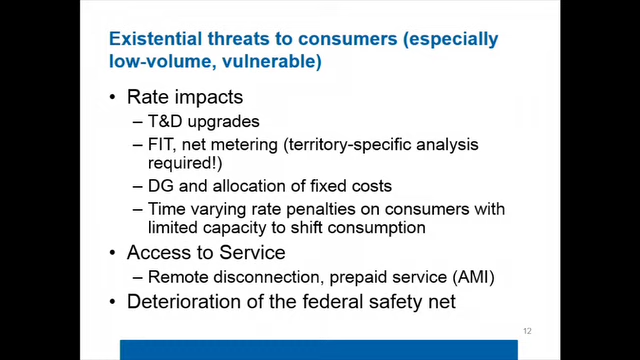 Existential threats to consumers (especially
low-volume, vulnerable)
• Rate impacts
– T&D upgrades
– FIT, net metering (territory-specific analysis
required!)
– DG and allocation of fixed costs
– Time varying rate penalties on consumers with
limited capacity to shift consumption
• Access to Service
– Remote disconnection, prepaid service (AMI)
• Deterioration of the federal safety net
12